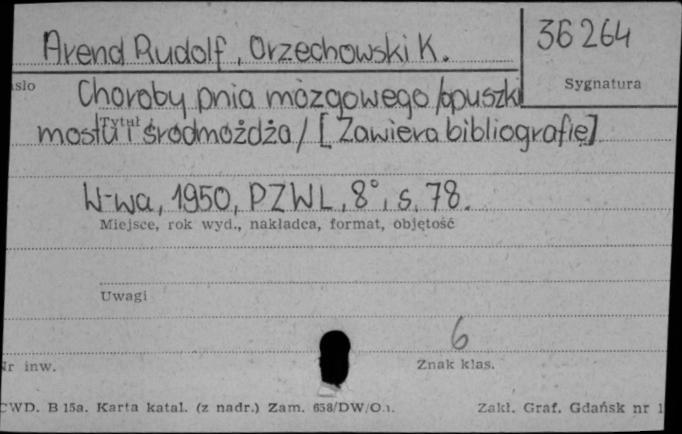 Arend Rudolf, Orzechowski K.
36264
Sygnatura
Choroby pnia mózgowego /opuszki
Tytuł
mostu i śródmóżdża/ [Zawiera bibliografię]
W-wa, 1950, PZWL, 8°, s. 78.
Miejsce, rok wyd., nakładca, format, objętość
Uwagi
6
Nr inw.
Znak klas.
CWD. B 15a. Karta katal. (z nadr.) Zam. 658/DW/O.
Zakł. Graf. Gdańsk nr 1